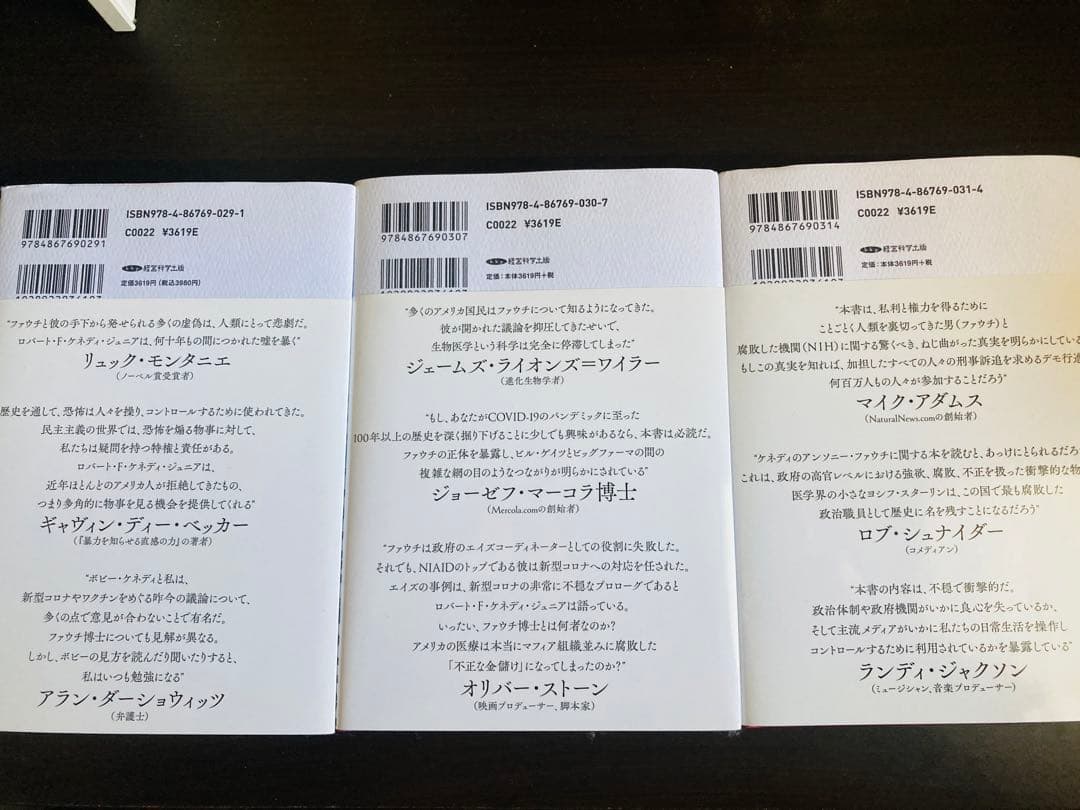 ISBN978-4-86769-029-1
C0022 ¥3619E
9784867690291
経営科学出版
定価3619円(税込3980円)
“ファウチと彼の手下から発せられる多くの虚偽は、人類にとって悲劇だ。
ロバート・F・ケネディ・ジュニアは、何十年もの間につかれた嘘を暴く”
リュック・モンタニエ
(ノーベル賞受賞者)
歴史を通して、恐怖は人々を操り、コントロールするために使われてきた。
民主主義の世界では、恐怖を煽る物事に対して、
私たちは疑問を持つ特権と責任がある。
ロバート・F・ケネディ・ジュニアは、
近年ほとんどのアメリカ人が拒絶してきたもの、
つまり多角的に物事を見る機会を提供してくれる”
ギャヴィン・ディー・ベッカー
(『暴力を知らせる直感の力』の著者)
“ボビー・ケネディと私は、
新型コロナやワクチンをめぐる昨今の議論について、
多くの点で意見が合わないことで有名だ。
ファウチ博士についても見解が異なる。
しかし、ボビーの見方を読んだり聞いたりすると、
私はいつも勉強になる”
アラン・ダーショウィッツ
(弁護士)
ISBN978-4-86769-030-7
C0022 ¥3619E
9784867690307
経営科学出版
定価:本体3619円+税
“多くのアメリカ国民はファウチについて知るようになってきた。
彼が開かれた議論を抑圧してきたせいで、
生物医学という科学は完全に停滞してしまった”
ジェームズ・ライオンズ=ワイラー
(進化生物学者)
“もし、あなたがCOVID-19のパンデミックに至った
100年以上の歴史を深く掘り下げることに少しでも興味があるなら、本書は必読だ。
ファウチの正体を暴露し、ビル・ゲイツとビッグファーマの間の
複雑な網の目のようなつながりが明らかにされている”
ジョーゼフ・マーコラ博士
(Mercola.comの創始者)
“ファウチは政府のエイズコーディネーターとしての役割に失敗した。
それでも、NIAIDのトップである彼は新型コロナへの対応を任された。
エイズの事例は、新型コロナの非常に不穏なプロローグであると
ロバート・F・ケネディ・ジュニアは語っている。
いったい、ファウチ博士とは何者なのか?
アメリカの医療は本当にマフィア組織並みに腐敗した
「不正な金儲け」になってしまったのか?”
オリバー・ストーン
(映画プロデューサー、脚本家)
ISBN978-4-86769-031-4
C0022 ¥3619E
9784867690314
経営科学出版
定価:本体3619円+税
“本書は、私利と権力を得るために
ことごとく人類を裏切ってきた男(ファウチ)と
腐敗した機関(N1H)に関する驚くべき、ねじ曲がった真実を明らかにしている
もしこの真実を知れば、加担したすべての人々の刑事訴追を求めるデモ行進
何百万人もの人々が参加することだろう”
マイク・アダムス
(NaturalNews.comの創始者)
“ケネディのアンソニー・ファウチに関する本を読むと、あっけにとられるだろ
これは、政府の高官レベルにおける強欲、腐敗、不正を扱った衝撃的な物
医学界の小さなヨシフ・スターリンは、この国で最も腐敗した
政治職員として歴史に名を残すことになるだろう”
ロブ・シュナイダー
(コメディアン)
“本書の内容は、不穏で衝撃的だ。
政治体制や政府機関がいかに良心を失っているか、
そして主流メディアがいかに私たちの日常生活を操作し
コントロールするために利用されているかを暴露している”
ランディ・ジャクソン
(ミュージシャン、音楽プロデューサー)